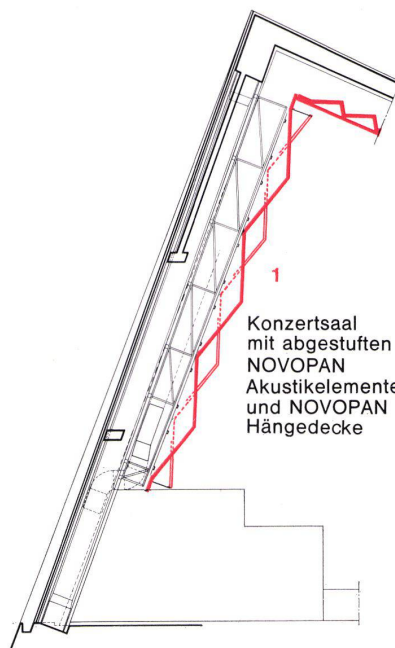 1
Konzertsaal
mit abgestuften
NOVOPAN
Akustikelemente
und NOVOPAN
Hängedecke